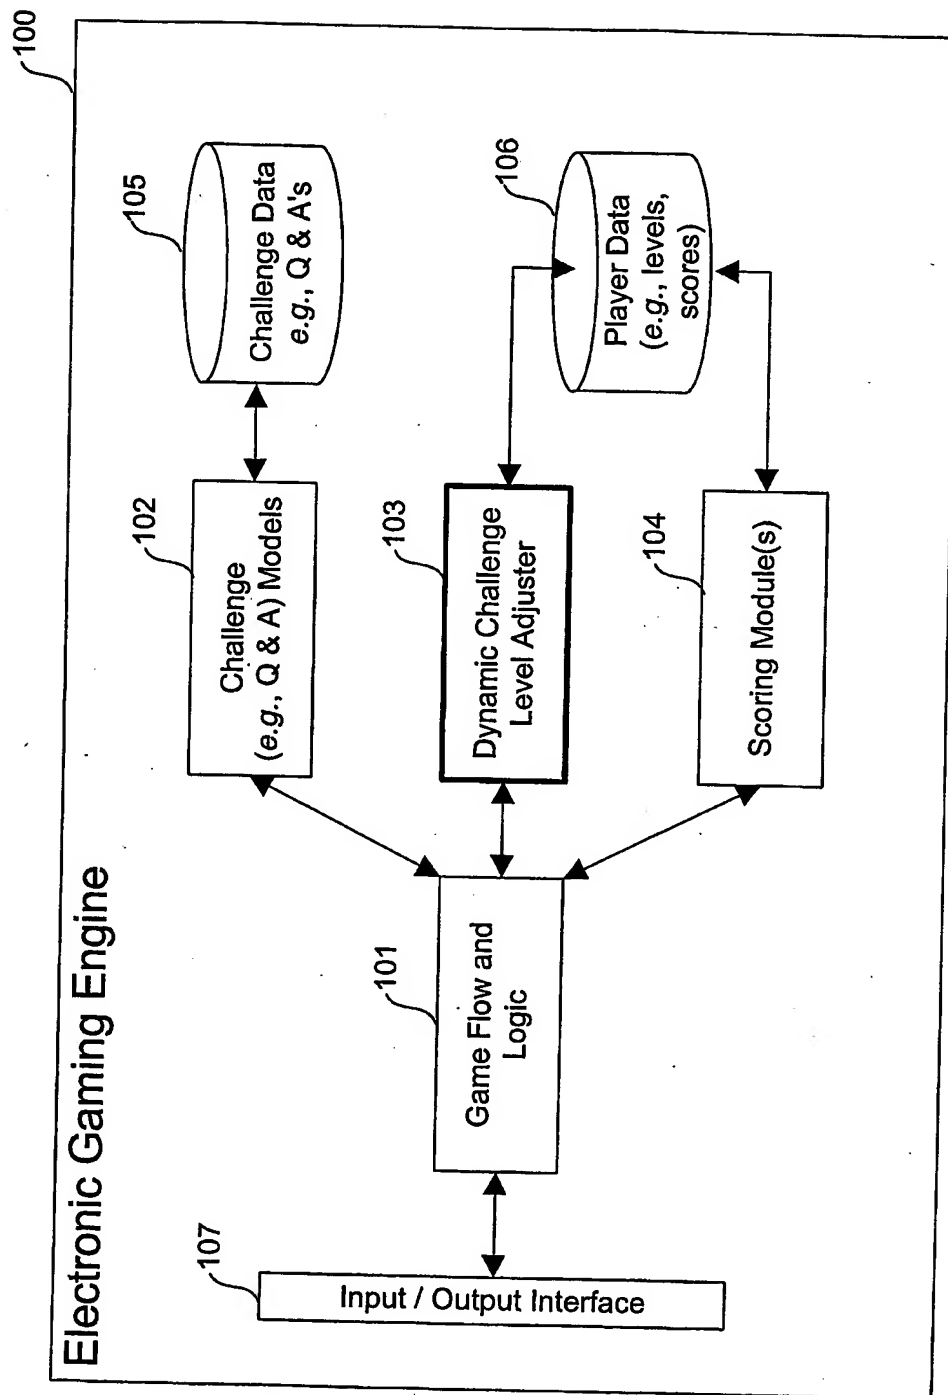 Electronic Gaming Engine
100
107
Input / Output Interface
101
Game Flow and
Logic
102
Challenge
(e.g., Q & A) Models
105
Challenge Data
e.g., Q & A's
103
Dynamic Challenge
Level Adjuster
106
Player Data
(e.g., levels,
scores)
104
Scoring Module(s)